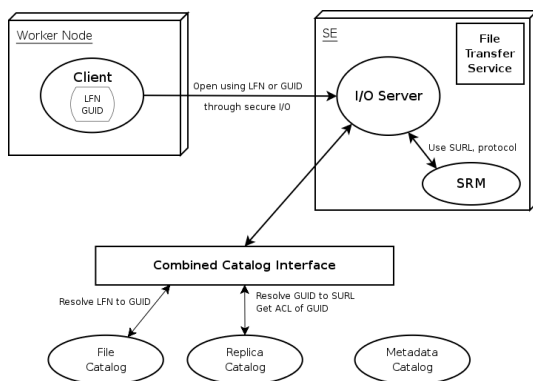 Worker Node
Client
LFN
GUID
Open using LFN or GUID
through secure I/O
SE
File
Transfer
Service
I/O Server
Use SURL, protocol
SRM
Combined Catalog Interface
Resolve LFN to GUID
Resolve GUID to SURL
Get ACL of GUID
File
Catalog
Replica
Catalog
Metadata
Catalog